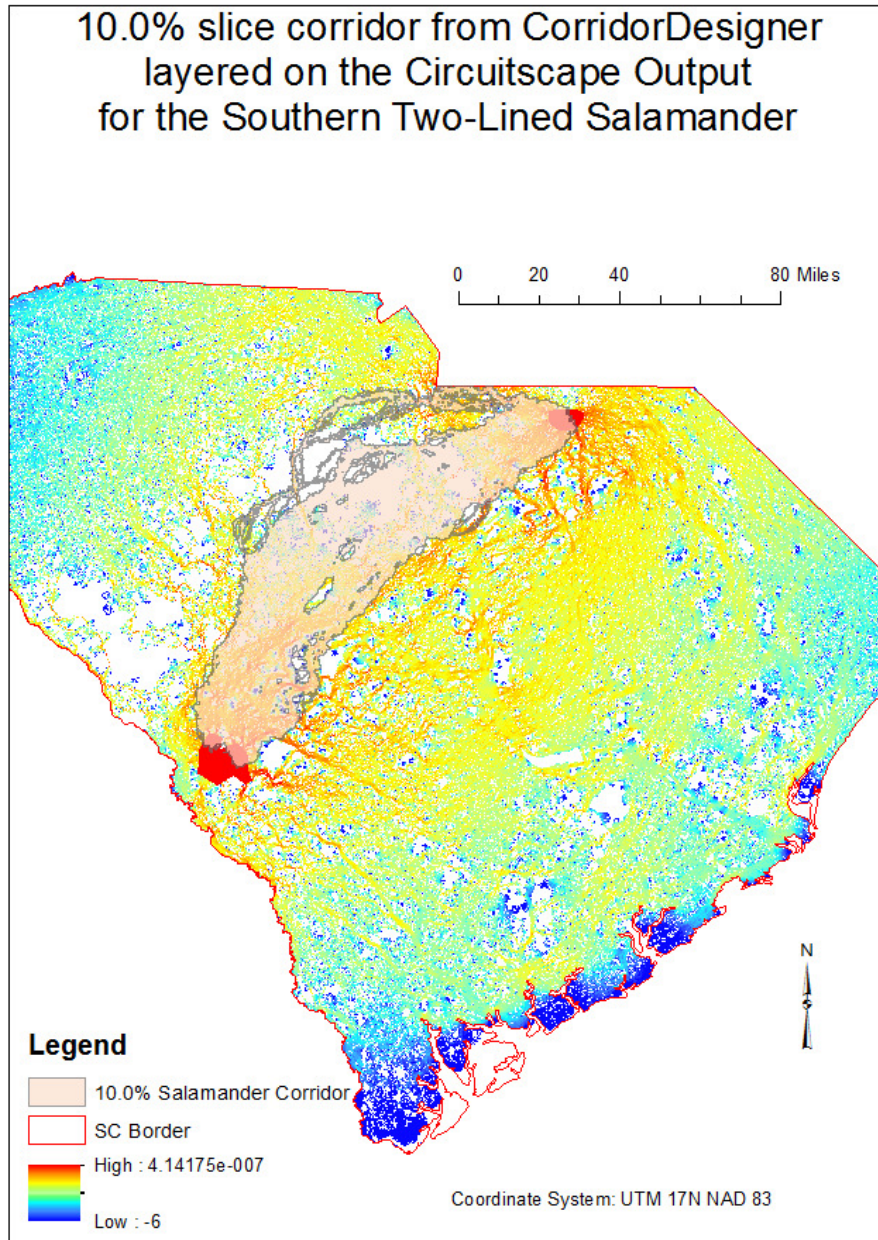 10.0% slice corridor from CorridorDesigner
layered on the Circuitscape Output
for the Southern Two-Lined Salamander
0 20 40 80 Miles
N
Legend
10.0% Salamander Corridor
SC Border
High : 4.14175e-007
Low : -6
Coordinate System: UTM 17N NAD 83